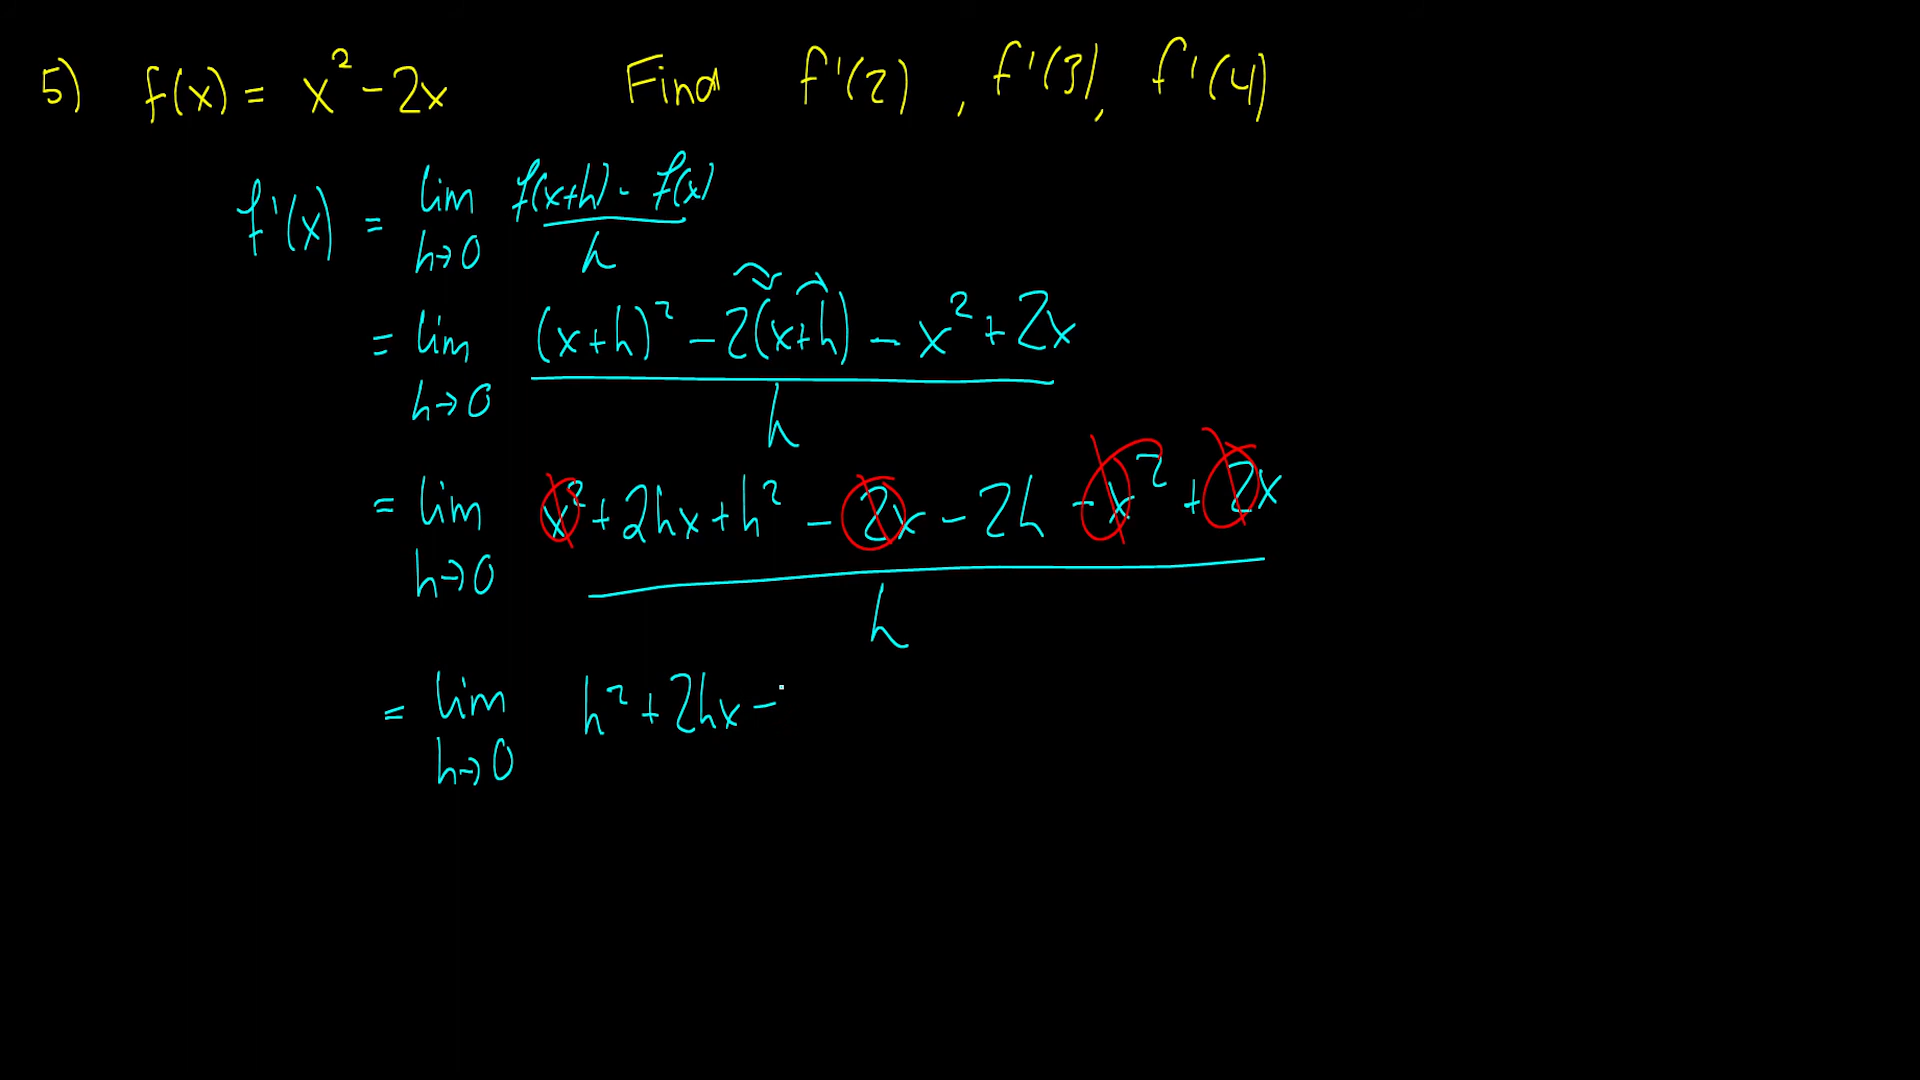 5) f(x) = x² - 2x Find f'(2), f'(3), f'(4)
f'(x) = lim h→0 f(x+h) - f(x) / h
= lim h→0 (x+h)² - 2(x+h) - x² + 2x / h
= lim h→0 x² + 2hx + h² - 2x - 2h - x² + 2x / h
= lim h→0 h² + 2hx -